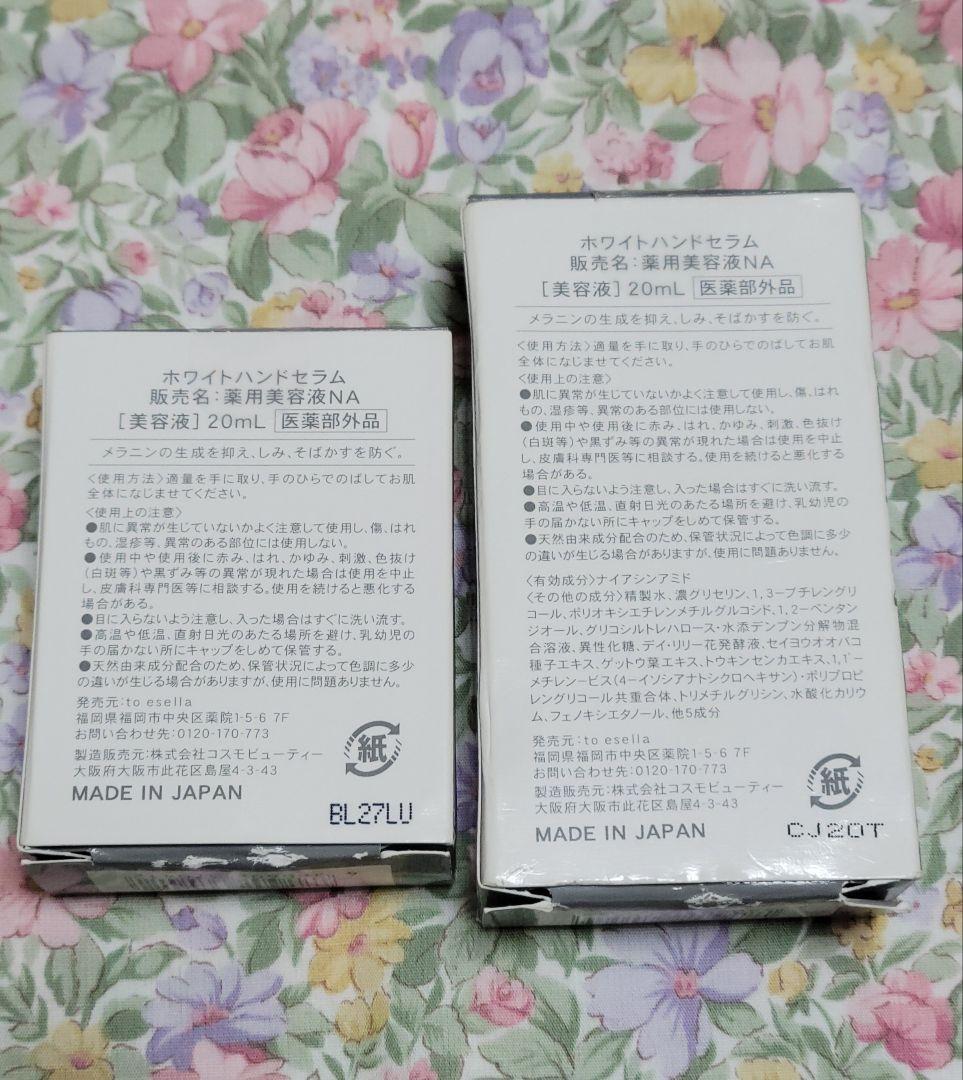 ホワイトハンドセラム
販売名:薬用美容液NA
[美容液] 20mL 医薬部外品
メラニンの生成を抑え、しみ、そばかすを防ぐ。
〈使用方法〉適量を手に取り、手のひらでのばしてお肌
全体になじませてください。
〈使用上の注意〉
●肌に異常が生じていないかよく注意して使用し、傷、はれ
もの、湿疹等、異常のある部位には使用しない。
●使用中や使用後に赤み、はれ、かゆみ、刺激、色抜け
(白斑等)や黒ずみ等の異常が現れた場合は使用を中止
し、皮膚科専門医等に相談する。使用を続けると悪化する
場合がある。
●目に入らないよう注意し、入った場合はすぐに洗い流す。
●高温や低温、直射日光のあたる場所を避け、乳幼児の
手の届かない所にキャップをしめて保管する。
●天然由来成分配合のため、保管状況によって色調に多少
の違いが生じる場合がありますが、使用に問題ありません。
発売元:to esella
福岡県福岡市中央区薬院1-5-6 7F
お問い合わせ先:0120-170-773
製造販売元:株式会社コスモビューティー
大阪府大阪市此花区島屋4-3-43
MADE IN JAPAN
紙
BL27LU
ホワイトハンドセラム
販売名:薬用美容液NA
[美容液] 20mL 医薬部外品
メラニンの生成を抑え、しみ、そばかすを防ぐ。
〈使用方法〉適量を手に取り、手のひらでのばしてお肌
全体になじませてください。
〈使用上の注意〉
●肌に異常が生じていないかよく注意して使用し、傷、はれ
もの、湿疹等、異常のある部位には使用しない。
●使用中や使用後に赤み、はれ、かゆみ、刺激、色抜け
(白斑等)や黒ずみ等の異常が現れた場合は使用を中止
し、皮膚科専門医等に相談する。使用を続けると悪化する
場合がある。
●目に入らないよう注意し、入った場合はすぐに洗い流す。
●高温や低温、直射日光のあたる場所を避け、乳幼児の
手の届かない所にキャップをしめて保管する。
●天然由来成分配合のため、保管状況によって色調に多少
の違いが生じる場合がありますが、使用に問題ありません。
〈有効成分〉ナイアシンアミド
〈その他の成分〉精製水、濃グリセリン、1,3-ブチレングリ
コール、ポリオキシエチレンメチルグルコシド、1,2-ペンタン
ジオール、グリコシルトレハロース・水添デンプン分解物混
合溶液、異性化糖、デイ・リリー花発酵液、セイヨウオオバコ
種子エキス、ゲットウ葉エキス、トウキンセンカエキス、1,1'-
メチレン-ビス(4-イソシアナトシクロヘキサン)・ポリプロピ
レングリコール共重合体、トリメチルグリシン、水酸化カリウ
ム、フェノキシエタノール、他5成分
発売元:to esella
福岡県福岡市中央区薬院1-5-6 7F
お問い合わせ先:0120-170-773
製造販売元:株式会社コスモビューティー
大阪府大阪市此花区島屋4-3-43
MADE IN JAPAN
紙
CJ20T